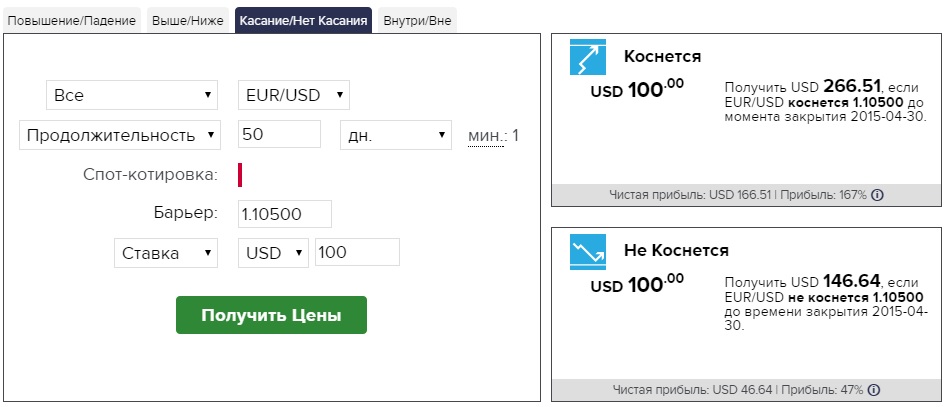 Повышение/Падение Выше/Ниже Касание/Нет Касания Внутри/Вне
Все EUR/USD
Продолжительность 50 дн. мин.: 1
Спот-котировка:
Барьер: 1.10500
Ставка USD 100
Получить Цены
Коснется
USD 100.00
Получить USD 266.51, если
EUR/USD коснется 1.10500 до
момента закрытия 2015-04-30.
Чистая прибыль: USD 166.51 | Прибыль: 167%
Не Коснется
USD 100.00
Получить USD 146.64, если
EUR/USD не коснется 1.10500
до времени закрытия 2015-04-
30.
Чистая прибыль: USD 46.64 | Прибыль: 47%